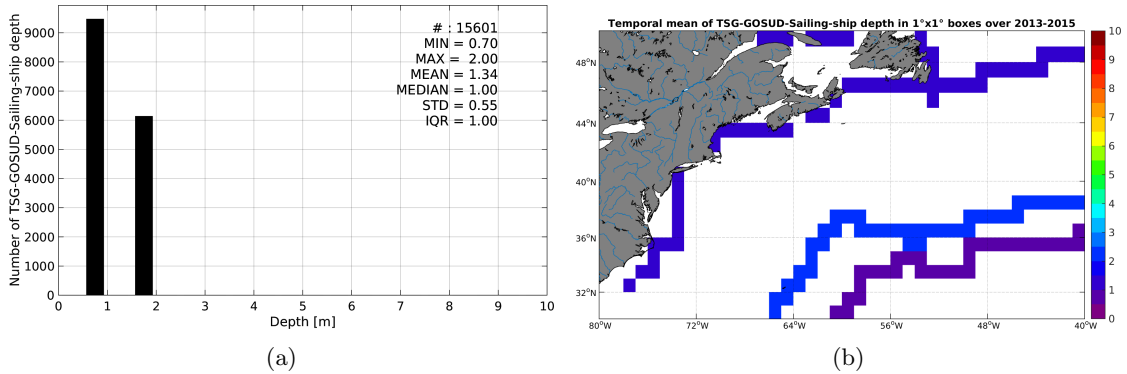 Number of TSG-GOSUD-Sailing-ship depth
9000
8000
7000
6000
5000
4000
3000
2000
1000
0
# : 15601
MIN = 0.70
MAX = 2.00
MEAN = 1.34
MEDIAN = 1.00
STD = 0.55
IQR = 1.00
0 1 2 3 4 5 6 7 8 9 10
Depth [m]
(a)
Temporal mean of TSG-GOSUD-Sailing-ship depth in 1°x1° boxes over 2013-2015
48°N
44°N
40°N
36°N
32°N
80°W 72°W 64°W 56°W 48°W 40°W
10
9
8
7
6
5
4
3
2
1
0
(b)